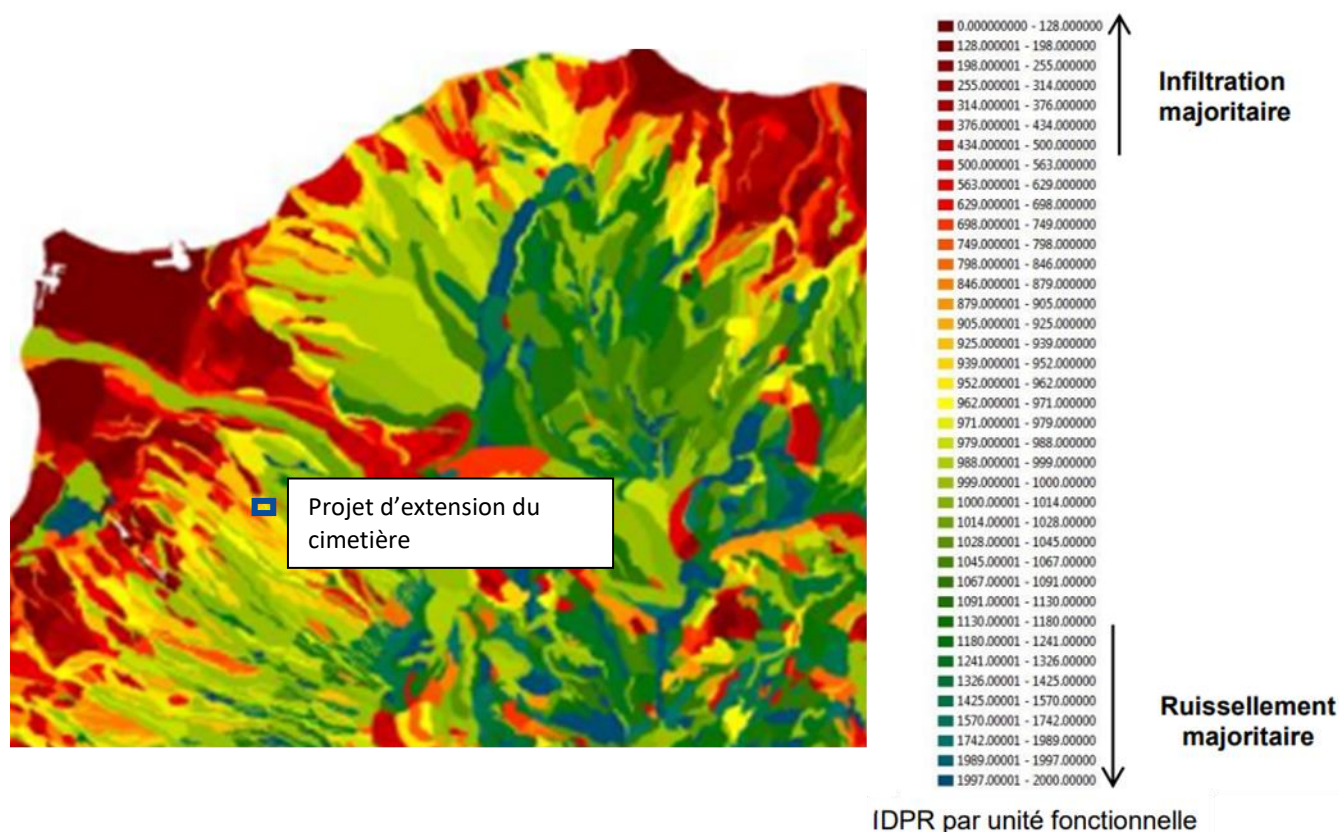 Projet d'extension du
cimetière
0.000000000 - 128.000000
128.000001 - 198.000000
198.000001 - 255.000000
255.000001 - 314.000000
314.000001 - 376.000000
376.000001 - 434.000000
434.000001 - 500.000000
500.000001 - 563.000000
563.000001 - 629.000000
629.000001 - 698.000000
698.000001 - 749.000000
749.000001 - 798.000000
798.000001 - 846.000000
846.000001 - 879.000000
879.000001 - 905.000000
905.000001 - 925.000000
925.000001 - 939.000000
939.000001 - 952.000000
952.000001 - 962.000000
962.000001 - 971.000000
971.000001 - 979.000000
979.000001 - 988.000000
988.000001 - 999.000000
999.000001 - 1000.00000
1000.00001 - 1014.00000
1014.00001 - 1028.00000
1028.00001 - 1045.00000
1045.00001 - 1067.00000
1067.00001 - 1091.00000
1091.00001 - 1130.00000
1130.00001 - 1180.00000
1180.00001 - 1241.00000
1241.00001 - 1326.00000
1326.00001 - 1425.00000
1425.00001 - 1570.00000
1570.00001 - 1742.00000
1742.00001 - 1989.00000
1989.00001 - 1997.00000
1997.00001 - 2000.00000
Infiltration
majoritaire
Ruissellement
majoritaire
IDPR par unité fonctionnelle